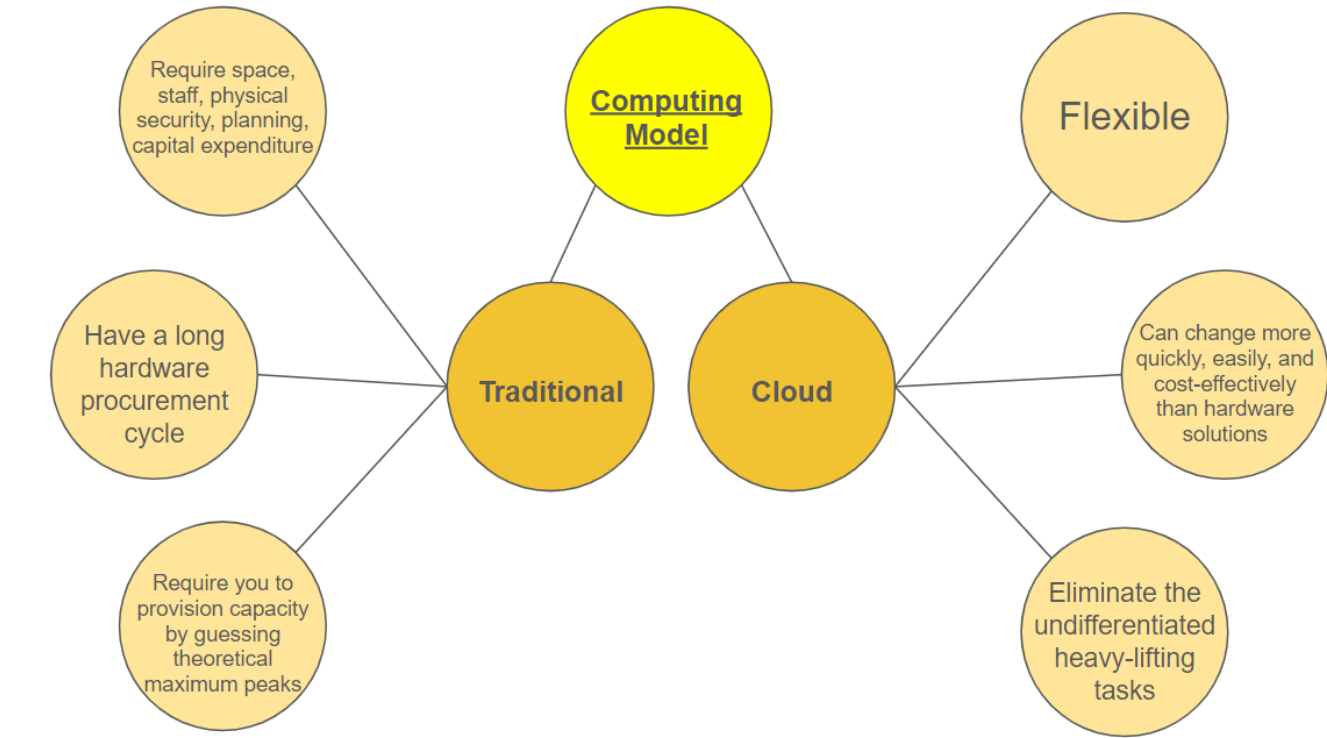 Require space,
staff, physical
security, planning,
capital expenditure
Computing
Model
Flexible
Have a long
hardware
procurement
cycle
Traditional
Cloud
Can change more
quickly, easily, and
cost-effectively
than hardware
solutions
Require you to
provision capacity
by guessing
theoretical
maximum peaks
Eliminate the
undifferentiated
heavy-lifting
tasks